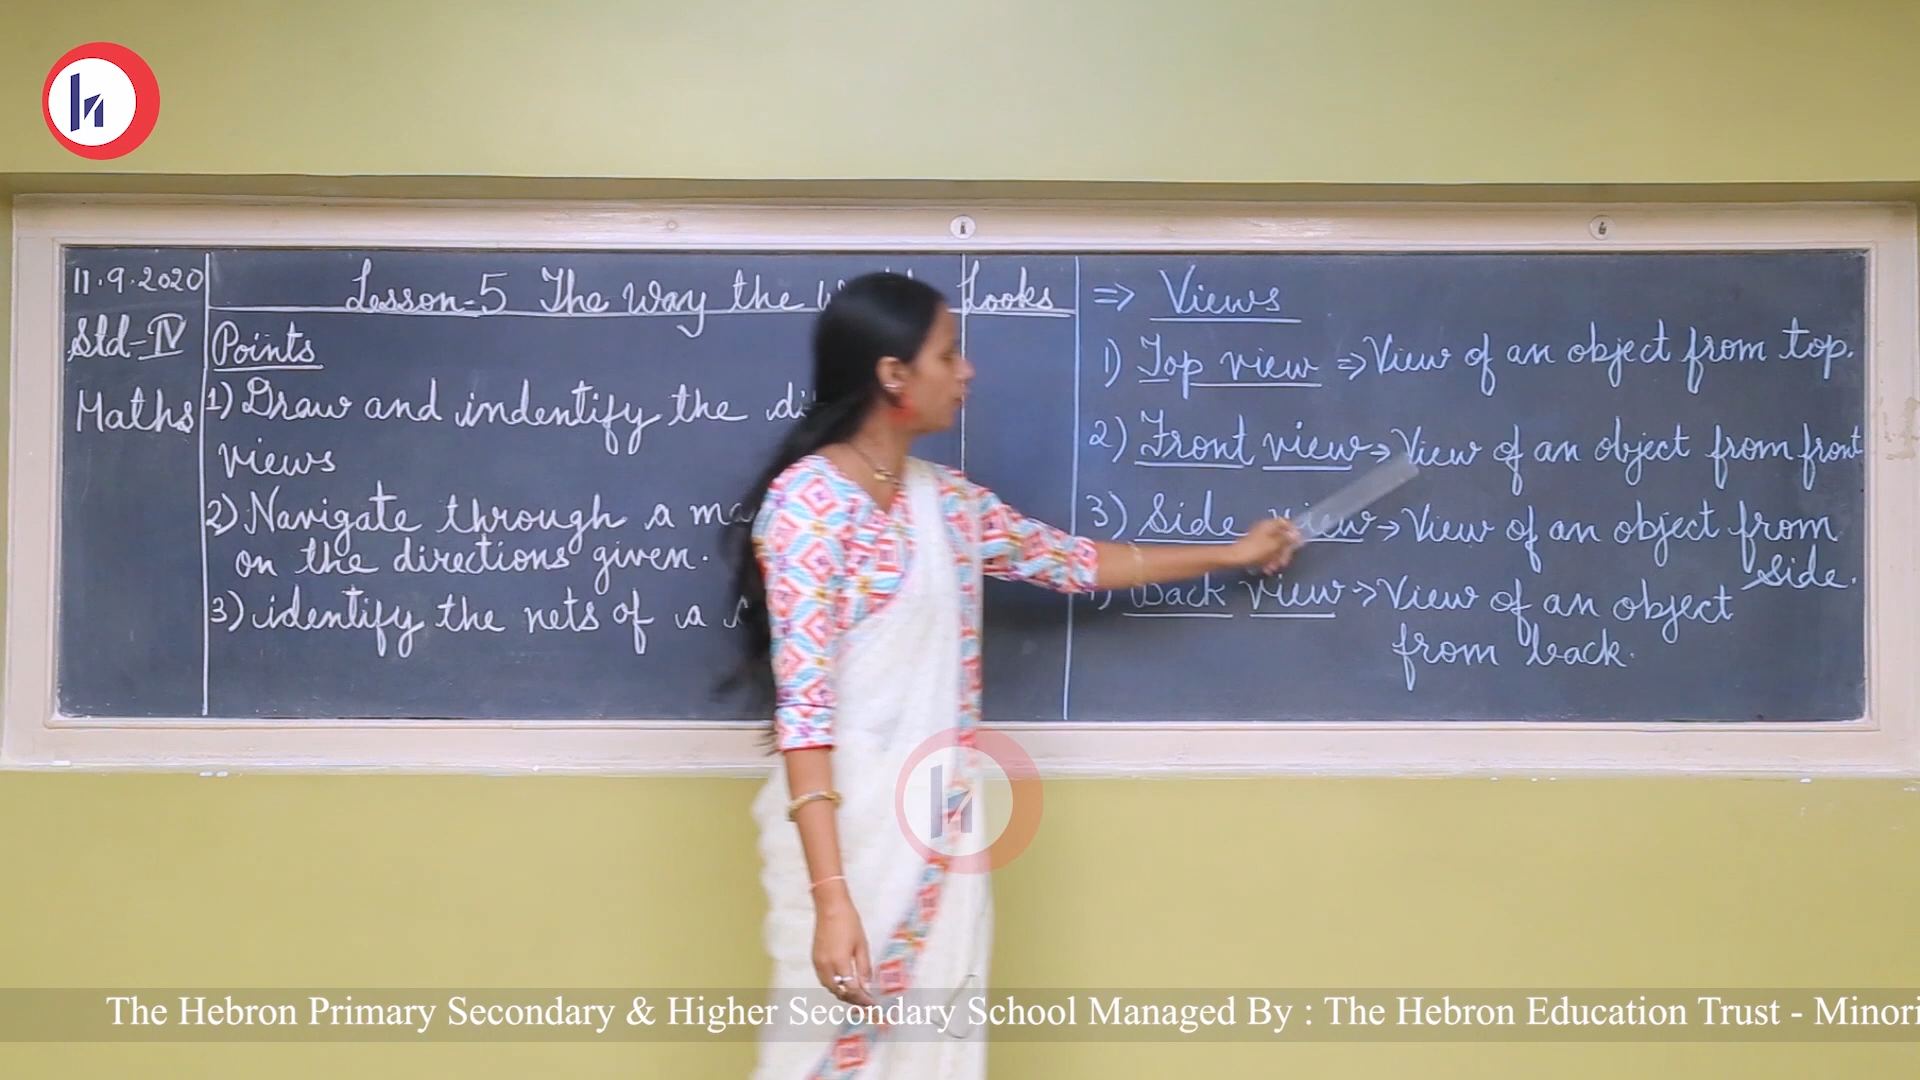 11.9.2020
Std-IV
Maths
Lesson-5 The Way the Looks
Points
1) Draw and indentify the
views
2) Navigate through a
on the directions given.
3) identify the nets of a
⇒ Views
1) Top view ⇒ View of an object from top.
2) Front view → View of an object from front
3) Side view → View of an object from
side.
Back view → View of an object
from back.
The Hebron Primary Secondary & Higher Secondary School Managed By : The Hebron Education Trust - Minori